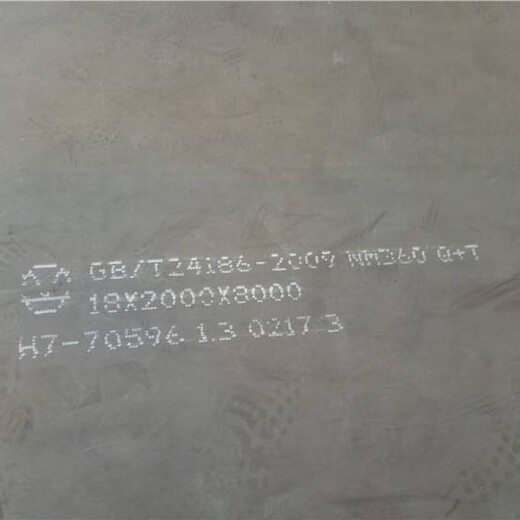 GB/T24186-2009 NM360 Q+T
18X2000X8000
H7-70596 1.3 0217 3